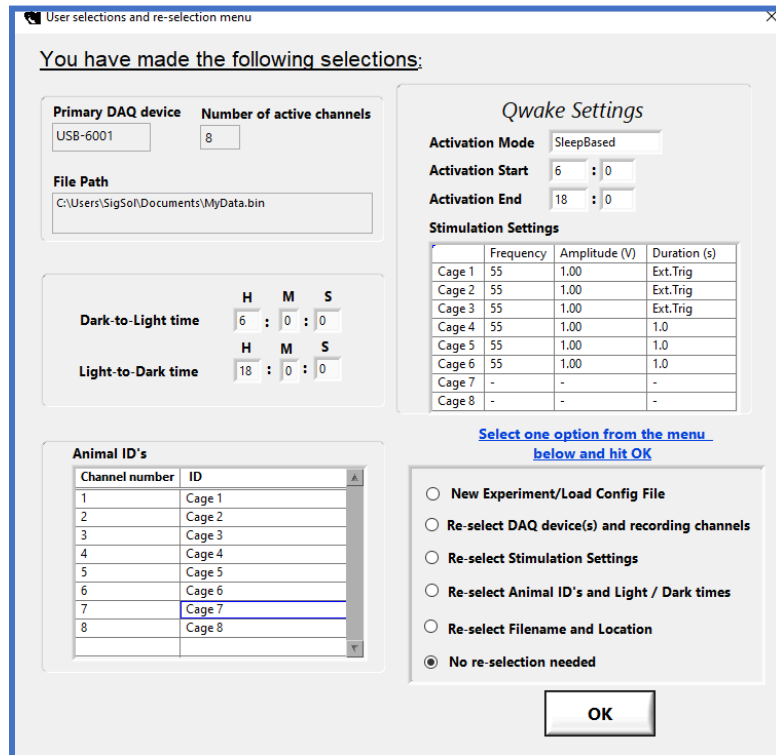 User selections and re-selection menu
You have made the following selections:
Primary DAQ device Number of active channels
USB-6001 8
File Path
C:\Users\SigSol\Documents\MyData.bin
H M S
Dark-to-Light time 6 : 0 : 0
H M S
Light-to-Dark time 18 : 0 : 0
Animal ID's
Channel number ID
1 Cage 1
2 Cage 2
3 Cage 3
4 Cage 4
5 Cage 5
6 Cage 6
7 Cage 7
8 Cage 8
Qwake Settings
Activation Mode SleepBased
Activation Start 6 : 0
Activation End 18 : 0
Stimulation Settings
Frequency Amplitude (V) Duration (s)
Cage 1 55 1.00 Ext.Trig
Cage 2 55 1.00 Ext.Trig
Cage 3 55 1.00 Ext.Trig
Cage 4 55 1.00 1.0
Cage 5 55 1.00 1.0
Cage 6 55 1.00 1.0
Cage 7 - - -
Cage 8 - - -
Select one option from the menu
below and hit OK
New Experiment/Load Config File
Re-select DAQ device(s) and recording channels
Re-select Stimulation Settings
Re-select Animal ID's and Light / Dark times
Re-select Filename and Location
No re-selection needed
OK